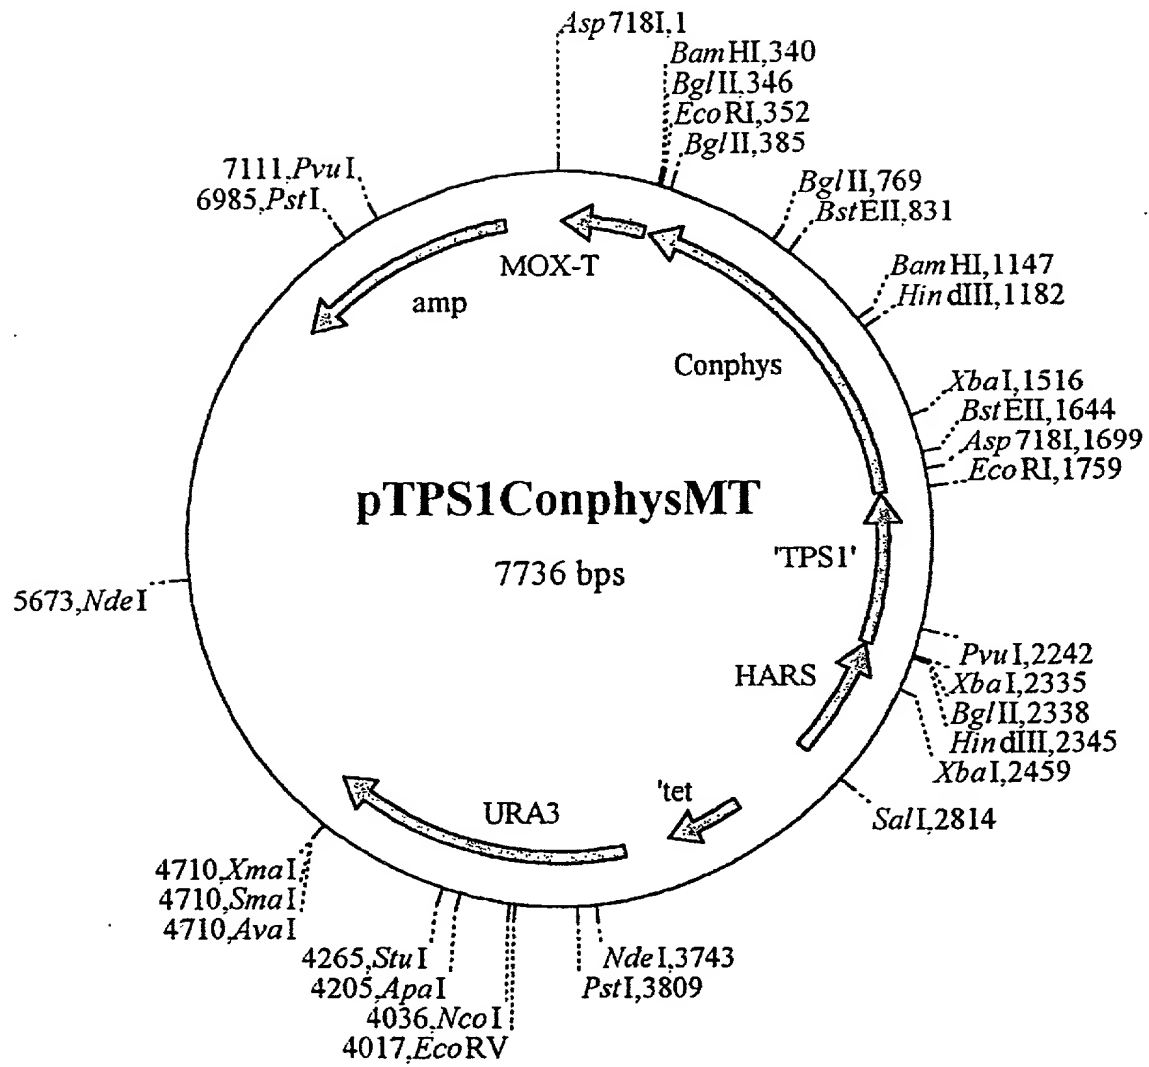 Asp718I,1
BamHI,340
BglII,346
EcoRI,352
BglII,385
BglII,769
BstEII,831
BamHI,1147
HindIII,1182
XbaI,1516
BstEII,1644
Asp718I,1699
EcoRI,1759
PvuI,2242
XbaI,2335
BglII,2338
HindIII,2345
XbaI,2459
SalI,2814
NdeI,3743
PstI,3809
4017,EcoRV
4036,NcoI
4205,ApaI
4265,StuI
4710,AvaI
4710,SmaI
4710,XmaI
5673,NdeI
6985,PstI
7111,PvuI
MOX-T
amp
Conphys
pTPS1ConphysMT
7736 bps
'TPS1'
HARS
'tet
URA3